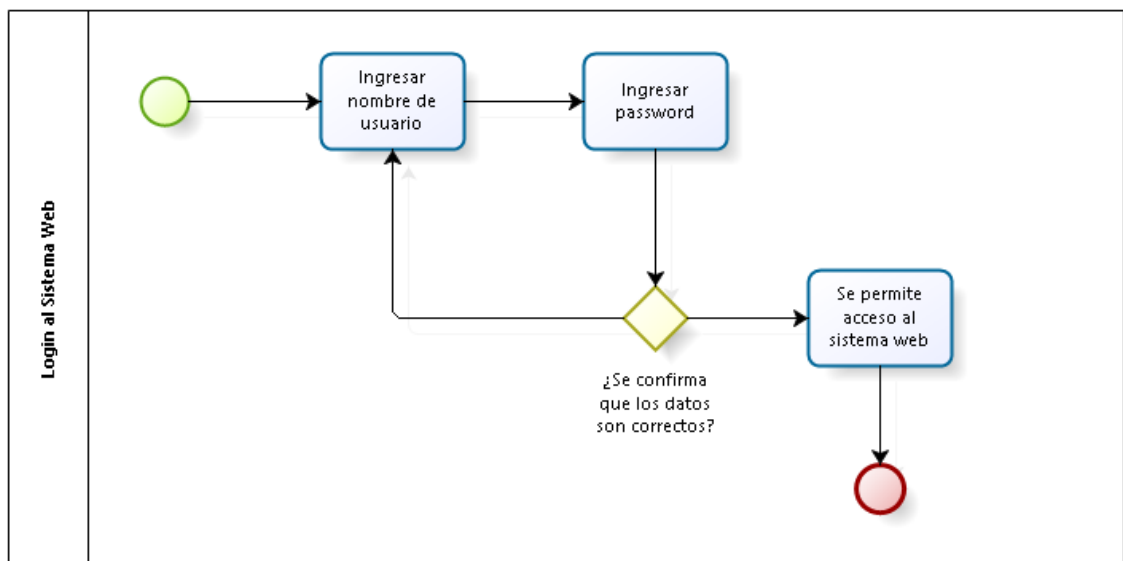 Login al Sistema Web
Ingresar
nombre de
usuario
Ingresar
password
¿Se confirma
que los datos
son correctos?
Se permite
acceso al
sistema web